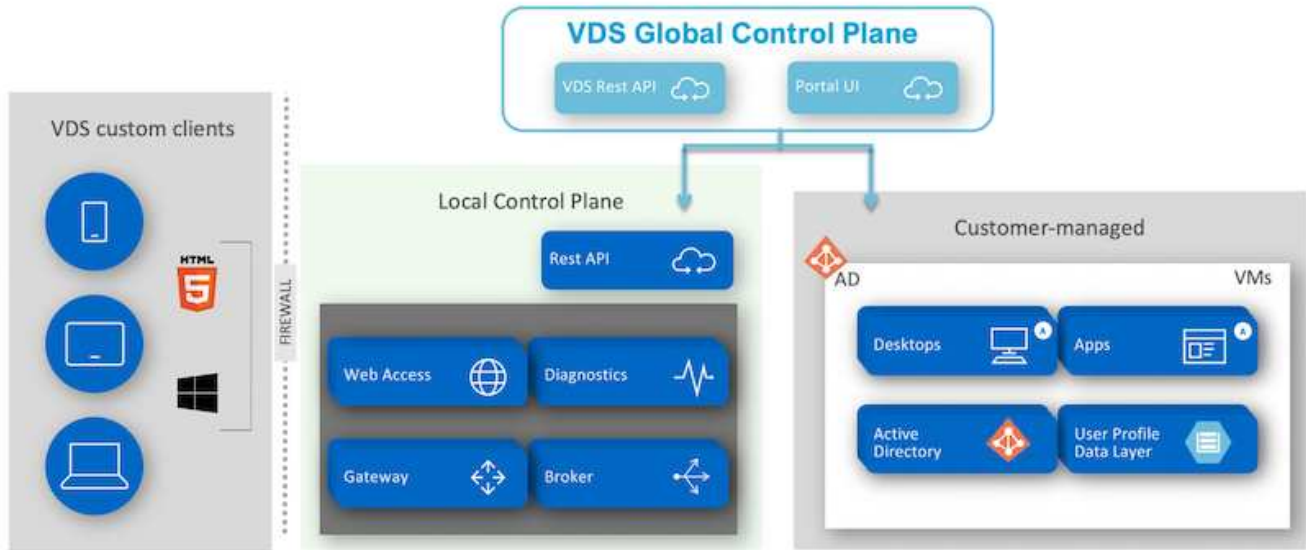 VDS Global Control Plane
VDS Rest API
Portal UI
VDS custom clients
HTML
5
FIREWALL
Local Control Plane
Rest API
Web Access
Diagnostics
Gateway
Broker
Customer-managed
AD
VMs
Desktops
A
Apps
A
Active
Directory
User Profile
Data Layer